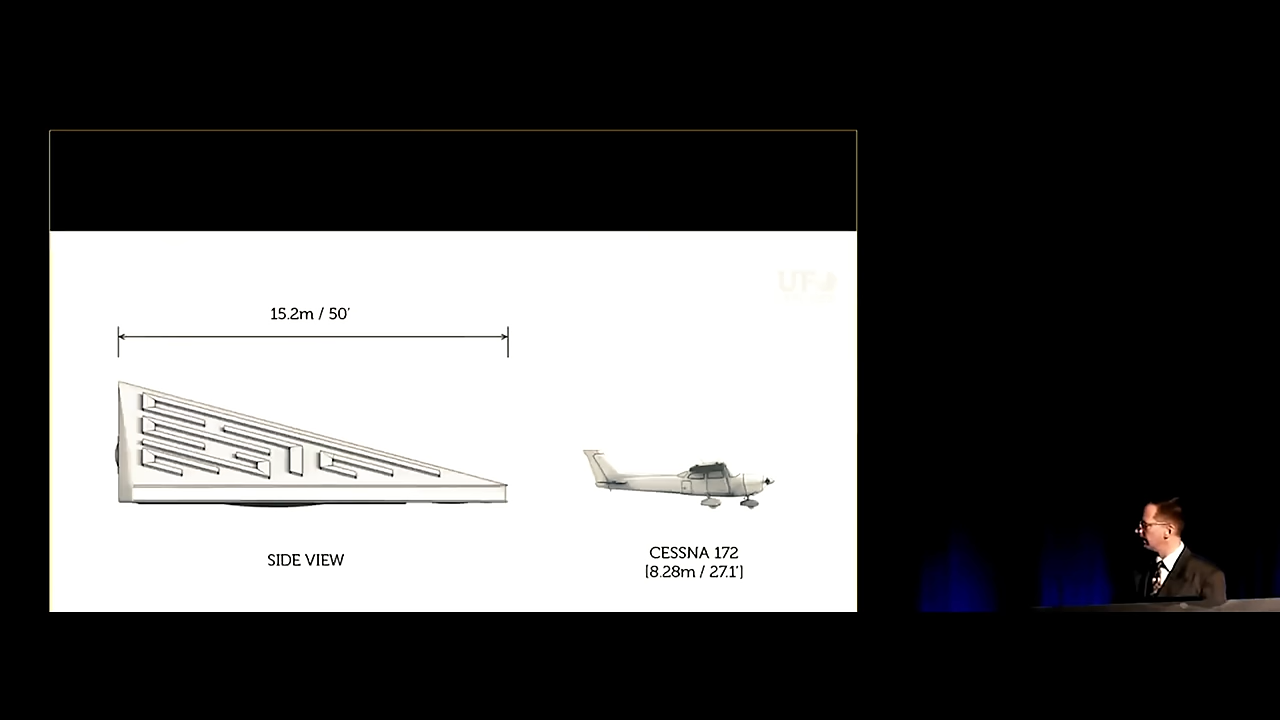 15.2m / 50'
SIDE VIEW
CESSNA 172
[8.28m / 27.1']